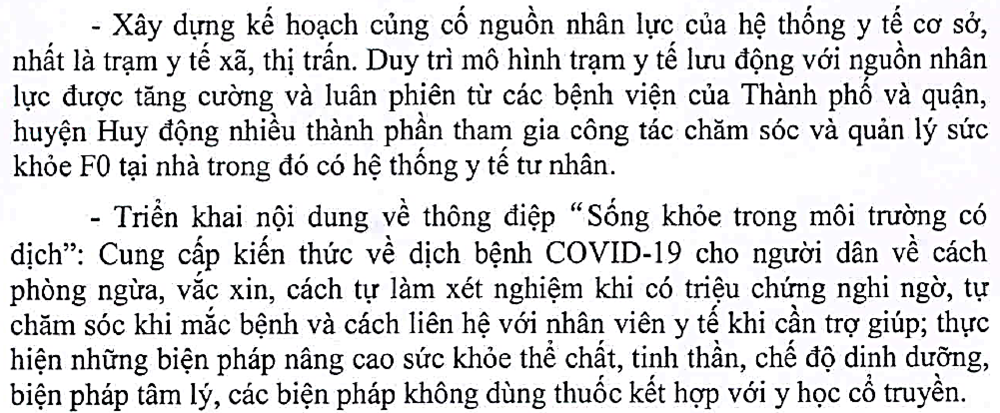 - Xây dựng kế hoạch củng cố nguồn nhân lực của hệ thống y tế cơ sở,
nhất là trạm y tế xã, thị trấn. Duy trì mô hình trạm y tế lưu động với nguồn nhân
lực được tăng cường và luân phiên từ các bệnh viện của Thành phố và quận,
huyện Huy động nhiều thành phần tham gia công tác chăm sóc và quản lý sức
khỏe F0 tại nhà trong đó có hệ thống y tế tư nhân.
- Triển khai nội dung về thông điệp “Sống khỏe trong môi trường có
dịch”: Cung cấp kiến thức về dịch bệnh COVID-19 cho người dân về cách
phòng ngừa, vắc xin, cách tự làm xét nghiệm khi có triệu chứng nghi ngờ, tự
chăm sóc khi mắc bệnh và cách liên hệ với nhân viên y tế khi cần trợ giúp; thực
hiện những biện pháp nâng cao sức khỏe thể chất, tinh thần, chế độ dinh dưỡng,
biện pháp tâm lý, các biện pháp không dùng thuốc kết hợp với y học cổ truyền.